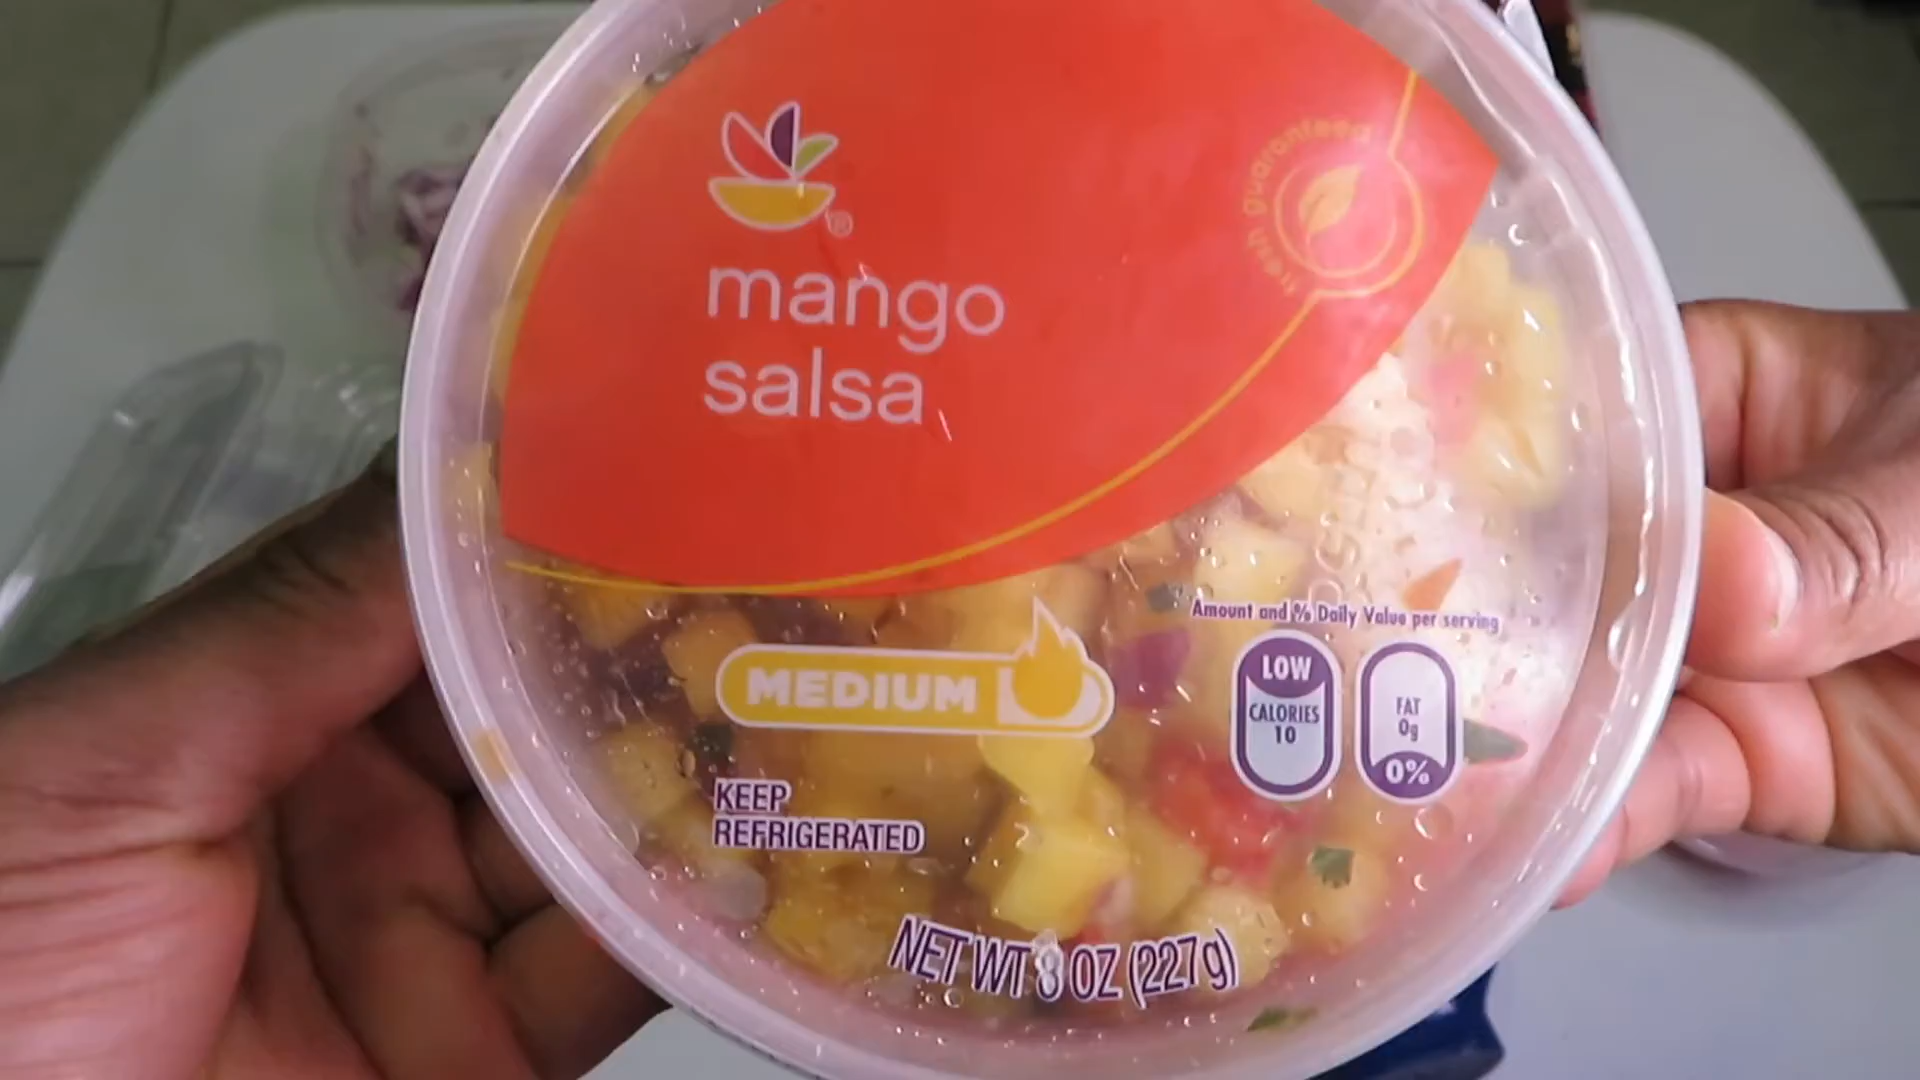 fresh guaranteed
®
mango
salsa
Amount and % Daily Value per serving
LOW
CALORIES
10
FAT
0g
0%
MEDIUM
KEEP
REFRIGERATED
NET WT 8 OZ (227g)